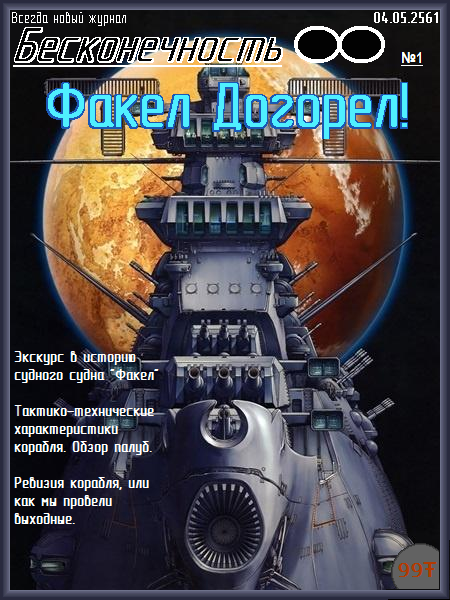 Всегда новый журнал
04.05.2561
Бесконечность
№1
Факел Догорел!
Экскурс в историю
судного судна "Факел"
Тактико-технические
характеристики
корабля. Обзор палуб.
Ревизия корабля, или
как мы провели
выходные.
99₮